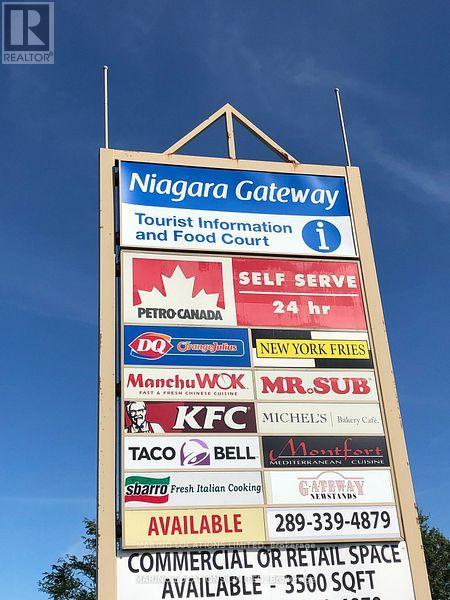 REALTOR®
Niagara Gateway
Tourist Information
and Food Court
i
PETRO-CANADA
SELF SERVE
24 hr
DQ OrangeJulius
NEW YORK FRIES
MANCHU WOK
FAST & FRESH CHINESE CUISINE
MR.SUB
KFC
MICHEL'S Bakery Café
TACO BELL
Montfort
MEDITERRANEAN CUISINE
sbarro Fresh Italian Cooking
GATEWAY
NEWSTANDS
AVAILABLE
289-339-4879
COMMERCIAL OR RETAIL SPACE
AVAILABLE - 3500 SQFT